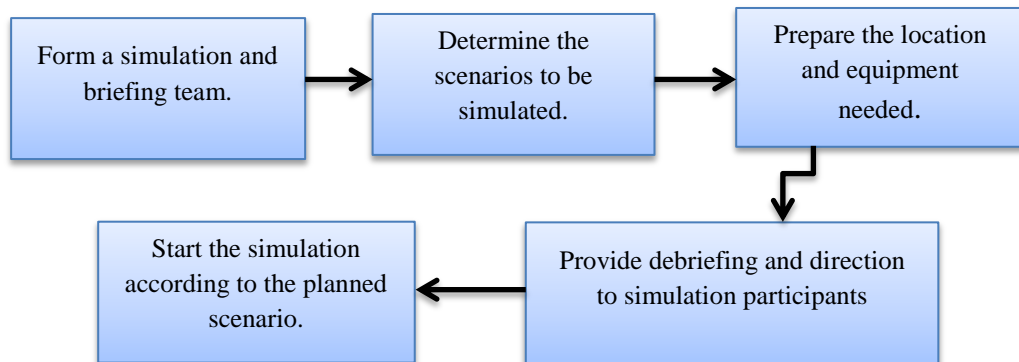 Form a simulation and
briefing team.
Determine the
scenarios to be
simulated.
Prepare the location
and equipment
needed.
Provide debriefing and direction
to simulation participants
Start the simulation
according to the planned
scenario.